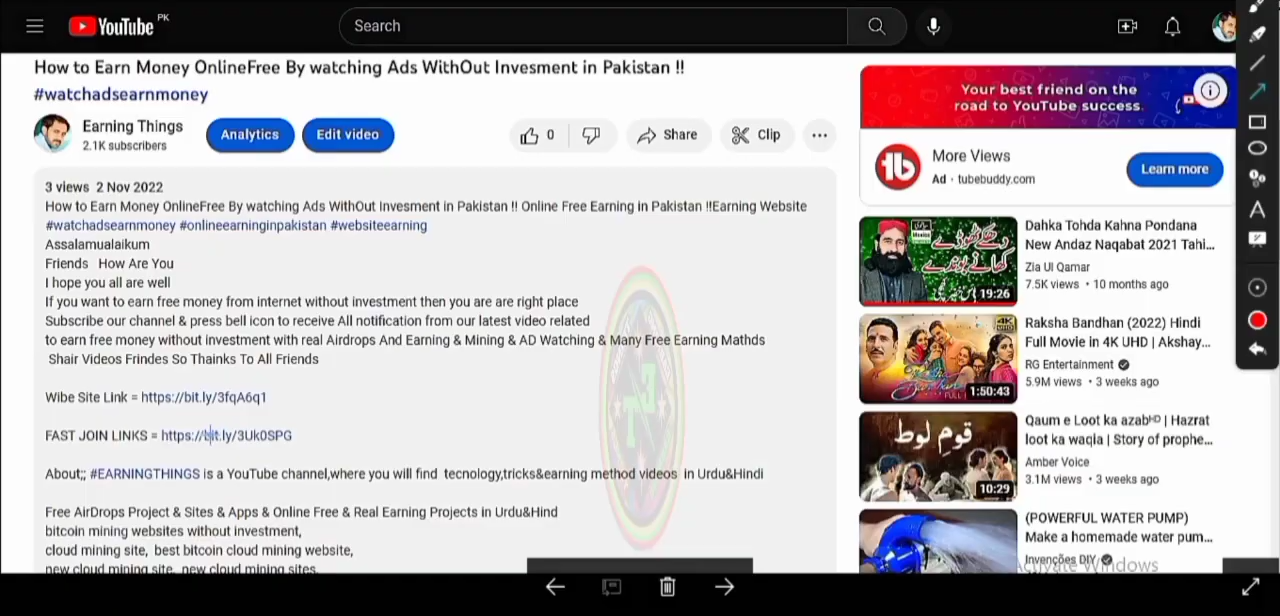 YouTube PK
Search
How to Earn Money OnlineFree By watching Ads WithOut Invesment in Pakistan !!
#watchadsearnmoney
Earning Things
2.1K subscribers
Analytics
Edit video
0
Share
Clip
3 views 2 Nov 2022
How to Earn Money OnlineFree By watching Ads WithOut Invesment in Pakistan !! Online Free Earning in Pakistan !!Earning Website
#watchadsearnmoney #onlineearninginpakistan #websiteearning
Assalamualaikum
Friends How Are You
I hope you all are well
If you want to earn free money from internet without investment then you are are right place
Subscribe our channel & press bell icon to receive All notification from our latest video related
to earn free money without investment with real Airdrops And Earning & Mining & AD Watching & Many Free Earning Mathds
Shair Videos Frindes So Thainks To All Friends
Wibe Site Link = https://bit.ly/3fqA6q1
FAST JOIN LINKS = https://bit.ly/3Uk0SPG
About;; #EARNINGTHINGS is a YouTube channel,where you will find tecnology,tricks&earning method videos in Urdu&Hindi
Free AirDrops Project & Sites & Apps & Online Free & Real Earning Projects in Urdu&Hind
bitcoin mining websites without investment,
cloud mining site, best bitcoin cloud mining website,
new cloud mining site, new cloud mining sites,
Your best friend on the
road to YouTube success.
More Views
Ad · tubebuddy.com
Learn more
19:26
Dahka Tohda Kahna Pondana
New Andaz Naqabat 2021 Tahi...
Zia Ul Qamar
7.5K views • 10 months ago
4K
1:50:43
Raksha Bandhan (2022) Hindi
Full Movie in 4K UHD | Akshay...
RG Entertainment
5.9M views • 3 weeks ago
قوم لوط
10:29
Qaum e Loot ka azab HD | Hazrat
loot ka waqia | Story of prophe...
Amber Voice
3.1M views • 3 weeks ago
(POWERFUL WATER PUMP)
Make a homemade water pum...
Invenções DIY
Activate Windows